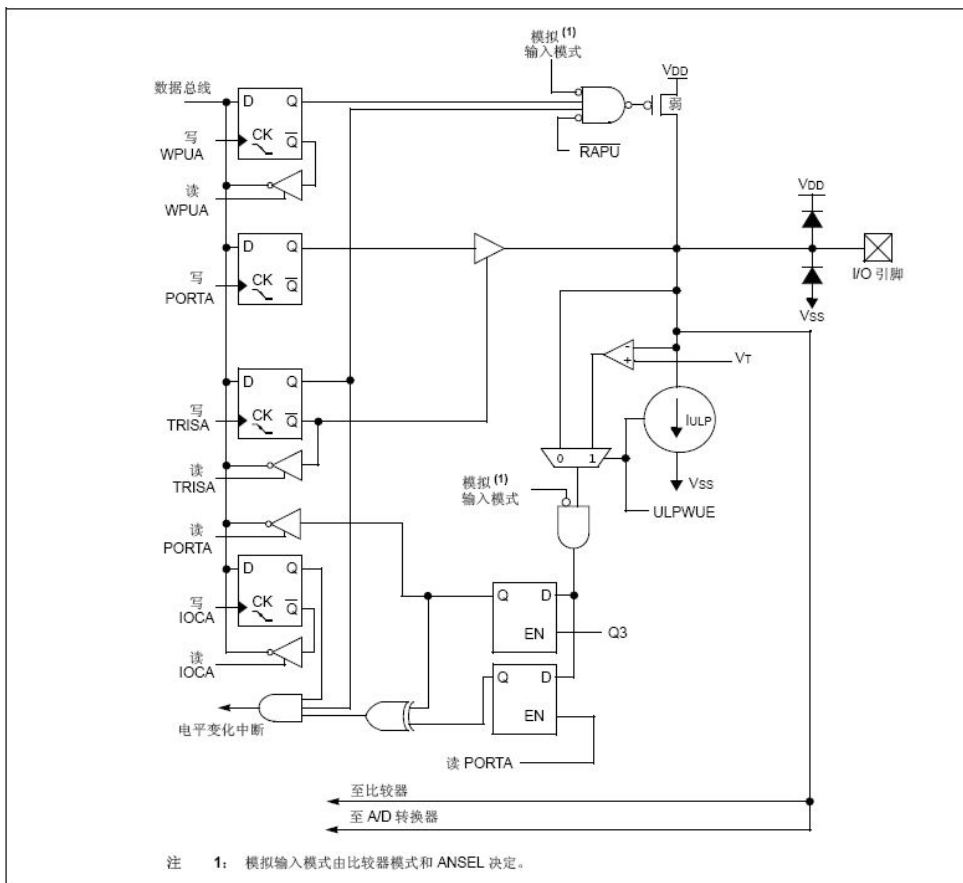 模拟 (1)
输入模式
VDD
数据总线
D Q
弱
写
WPUA
CK Q
RAPU
读
WPUA
VDD
D Q
写
PORTA
CK Q
I/O 引脚
VSS
VT
D Q
写
TRISA
CK Q
IULP
0 1
读
TRISA
VSS
模拟 (1)
输入模式
ULPWUE
读
PORTA
D Q
Q D
写
IOCA
CK Q
EN
Q3
读
IOCA
Q D
EN
电平变化中断
读 PORTA
至比较器
至 A/D 转换器
注 1: 模拟输入模式由比较器模式和 ANSEL 决定。